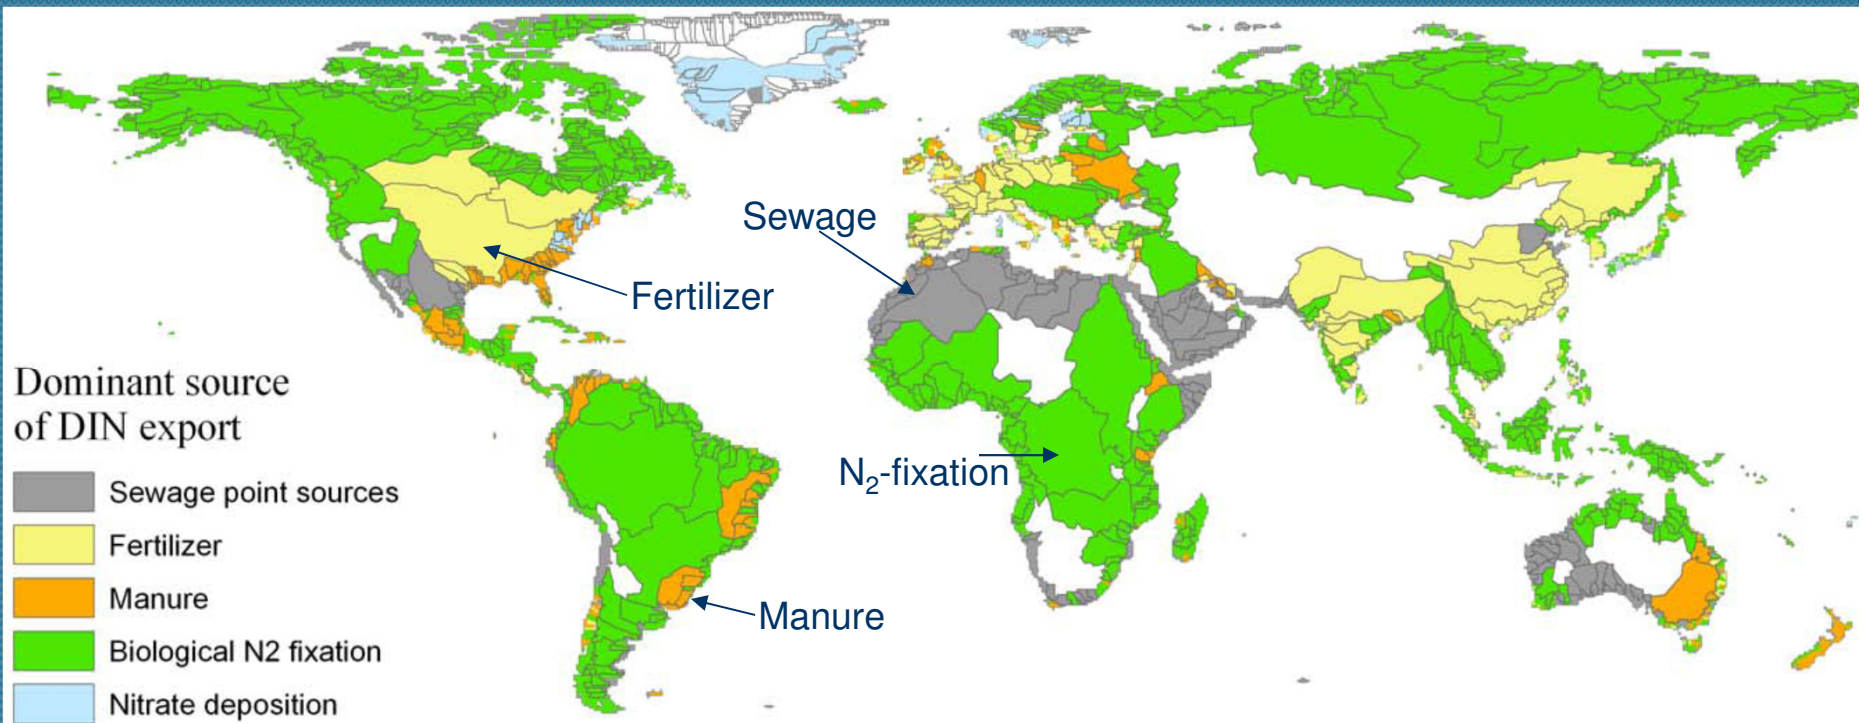 Sewage
Fertilizer
N2-fixation
Manure
Dominant source
of DIN export
Sewage point sources
Fertilizer
Manure
Biological N2 fixation
Nitrate deposition